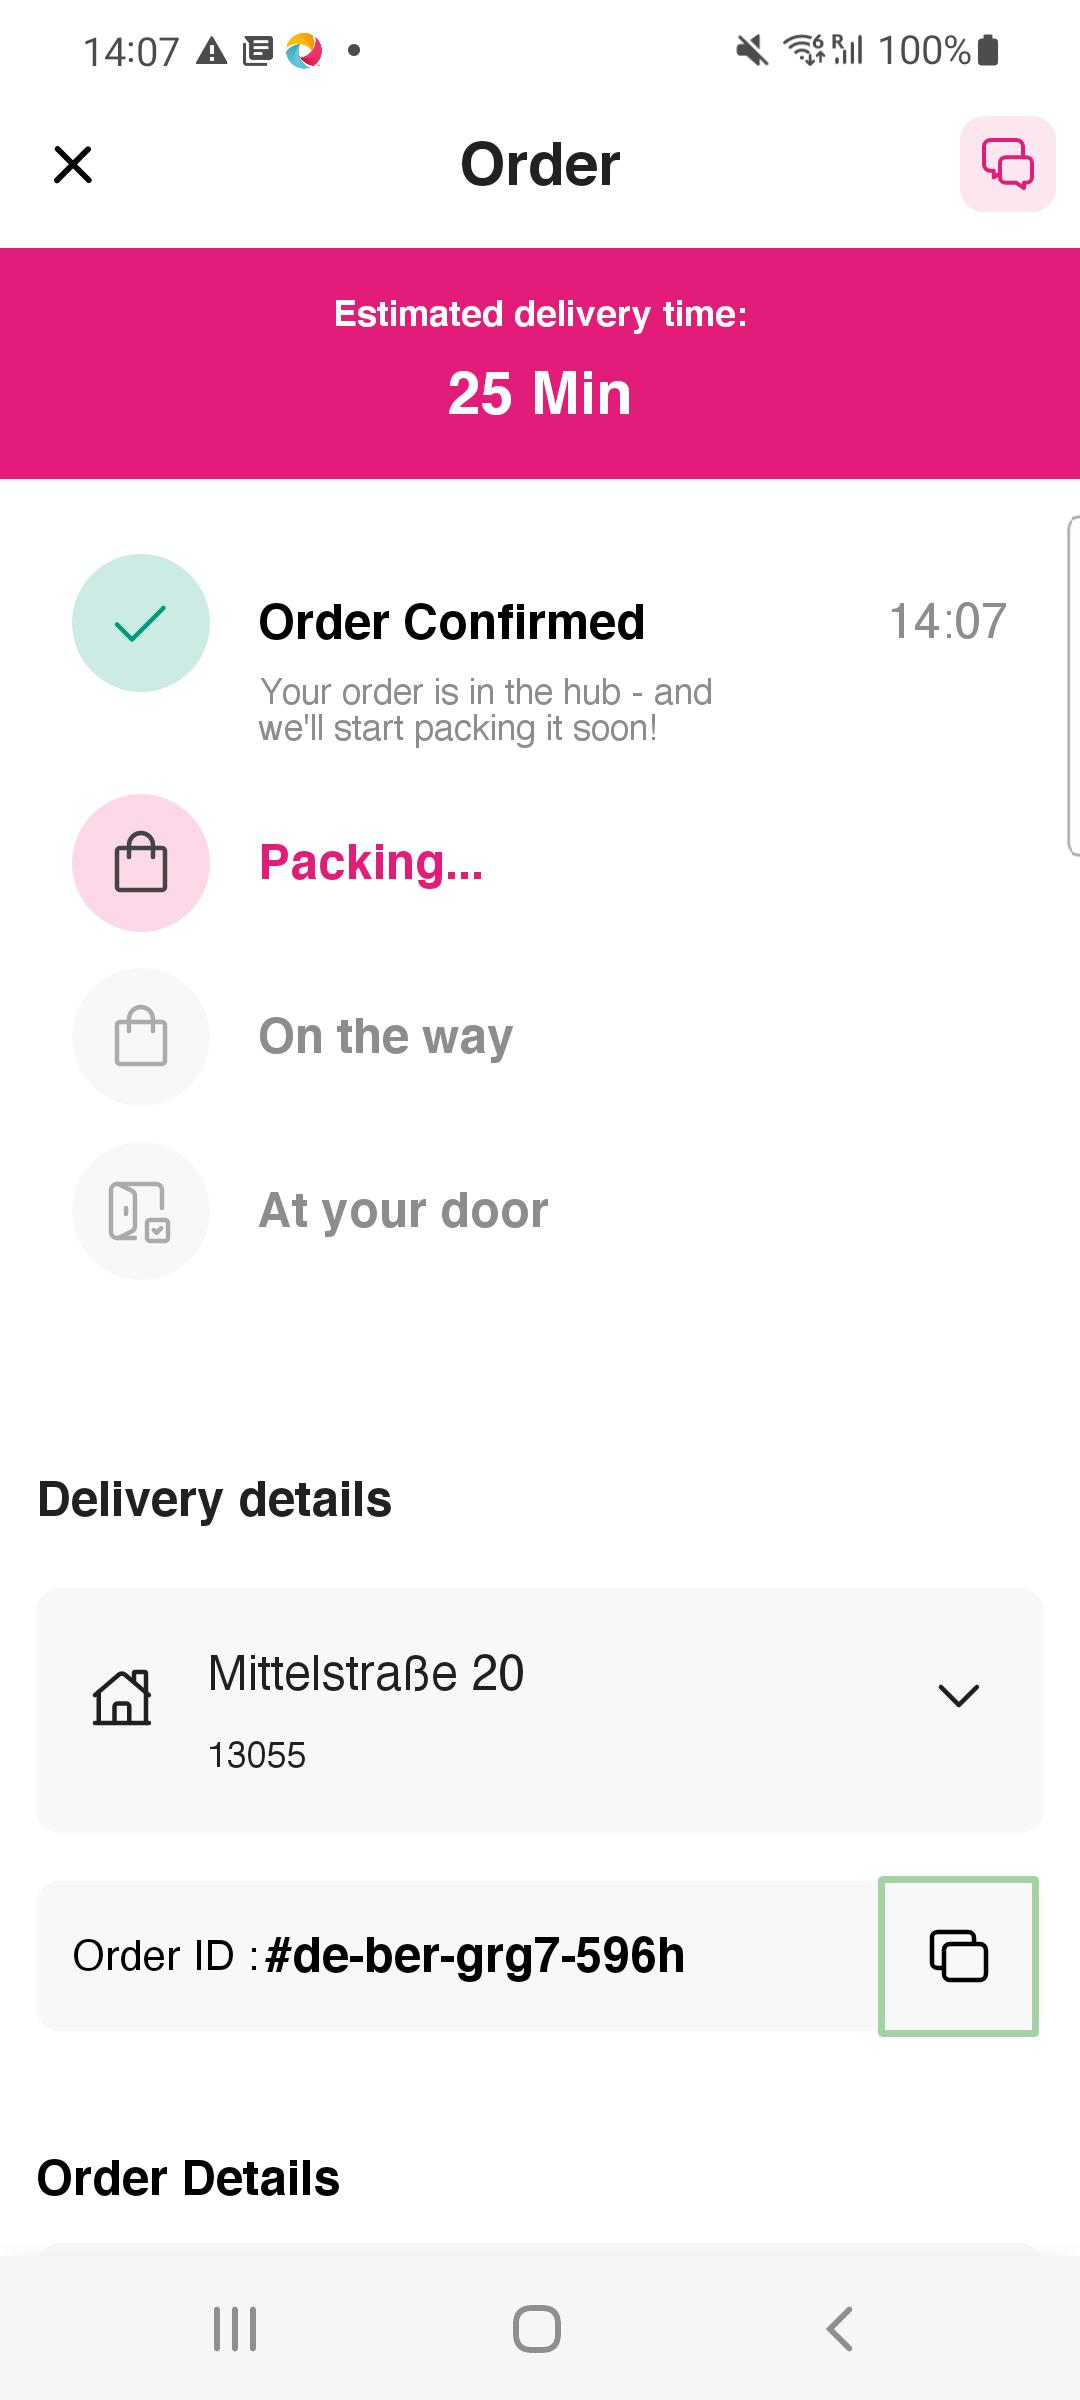 14:07
6 R 100%
Order
Estimated delivery time:
25 Min
Order Confirmed 14:07
Your order is in the hub - and
we'll start packing it soon!
Packing...
On the way
At your door
Delivery details
Mittelstraße 20
13055
Order ID : #de-ber-grg7-596h
Order Details